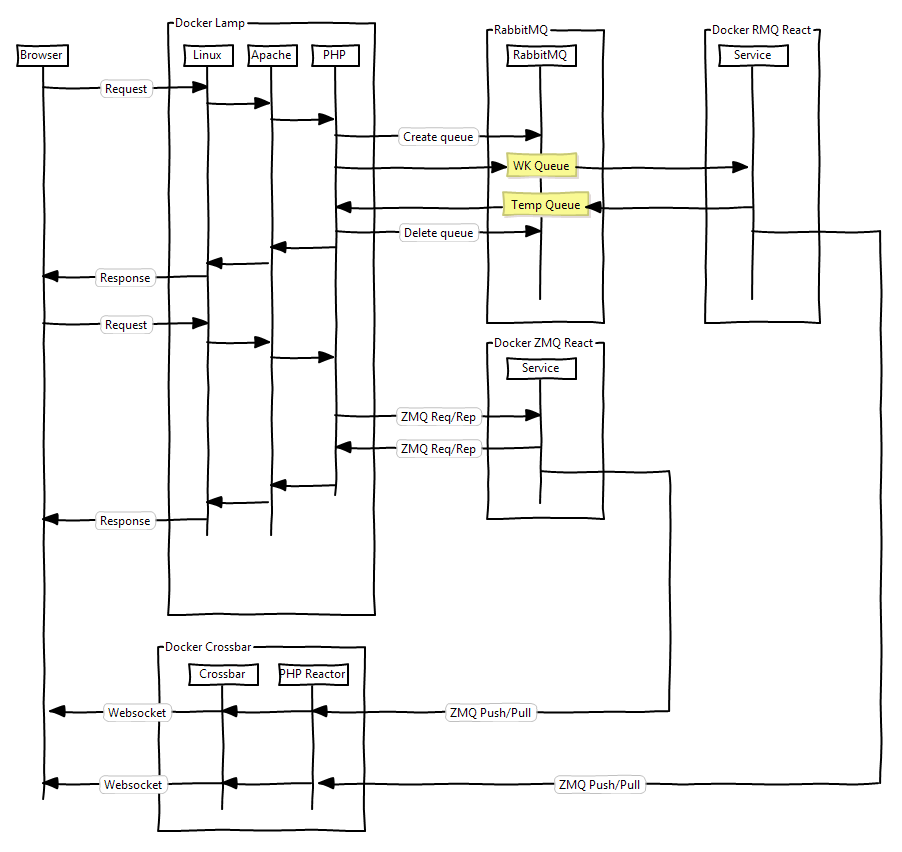 Docker Lamp
RabbitMQ
Docker RMQ React
Browser
Linux
Apache
PHP
RabbitMQ
Service
Request
Create queue
WK Queue
Temp Queue
Delete queue
Response
Request
Docker ZMQ React
Service
ZMQ Req/Rep
ZMQ Req/Rep
Response
Docker Crossbar
Crossbar
PHP Reactor
Websocket
ZMQ Push/Pull
Websocket
ZMQ Push/Pull